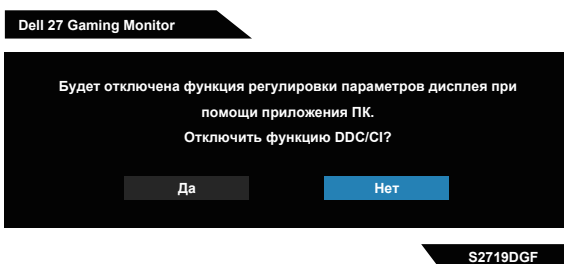 Dell 27 Gaming Monitor
Будет отключена функция регулировки параметров дисплея при
помощи приложения ПК.
Отключить функцию DDC/CI?
Да
Нет
S2719DGF